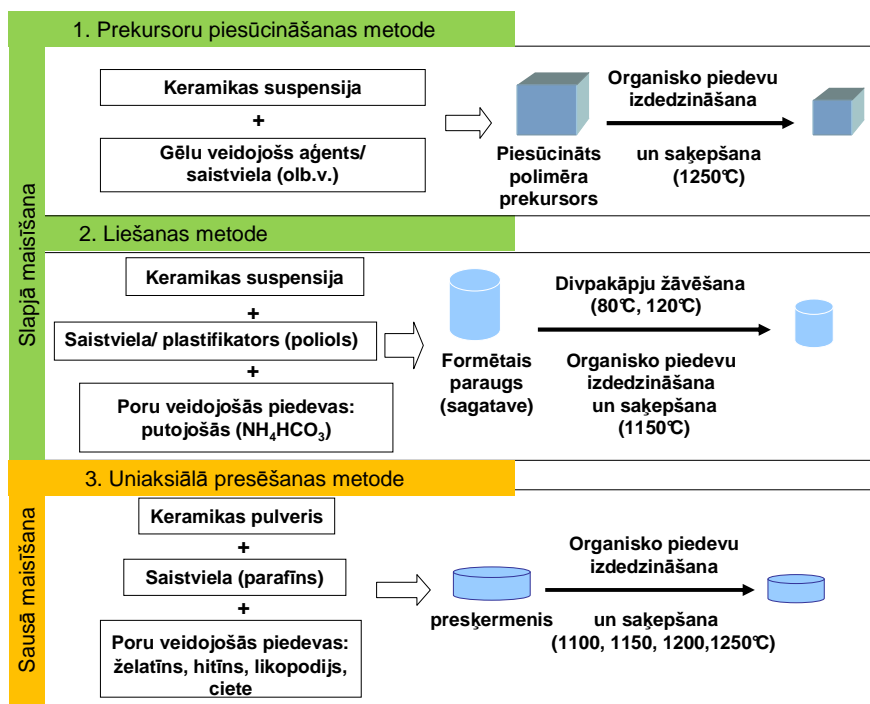 1. Prekursoru piesūcināšanas metode
Slapjā maisīšana
Keramikas suspensija
+
Gēlu veidojošs aģents/
saistviela (olb.v.)
Piesūcināts
polimēra
prekursors
Organisko piedevu
izdedzināšana
un saķepšana
(1250°C)
2. Liešanas metode
Keramikas suspensija
+
Saistviela/ plastifikators (poliols)
+
Poru veidojošās piedevas:
putojošās (NH₄HCO₃)
Formētais
paraugs
(sagatave)
Divpakāpju žāvēšana
(80°C, 120°C)
Organisko piedevu
izdedzināšana
un saķepšana
(1150°C)
3. Uniaksiālā presēšanas metode
Sausā maisīšana
Keramikas pulveris
+
Saistviela (parafīns)
+
Poru veidojošās piedevas:
želatīns, hitīns, likopodijs,
ciete
presķermenis
Organisko piedevu
izdedzināšana
un saķepšana
(1100, 1150, 1200,1250°C)